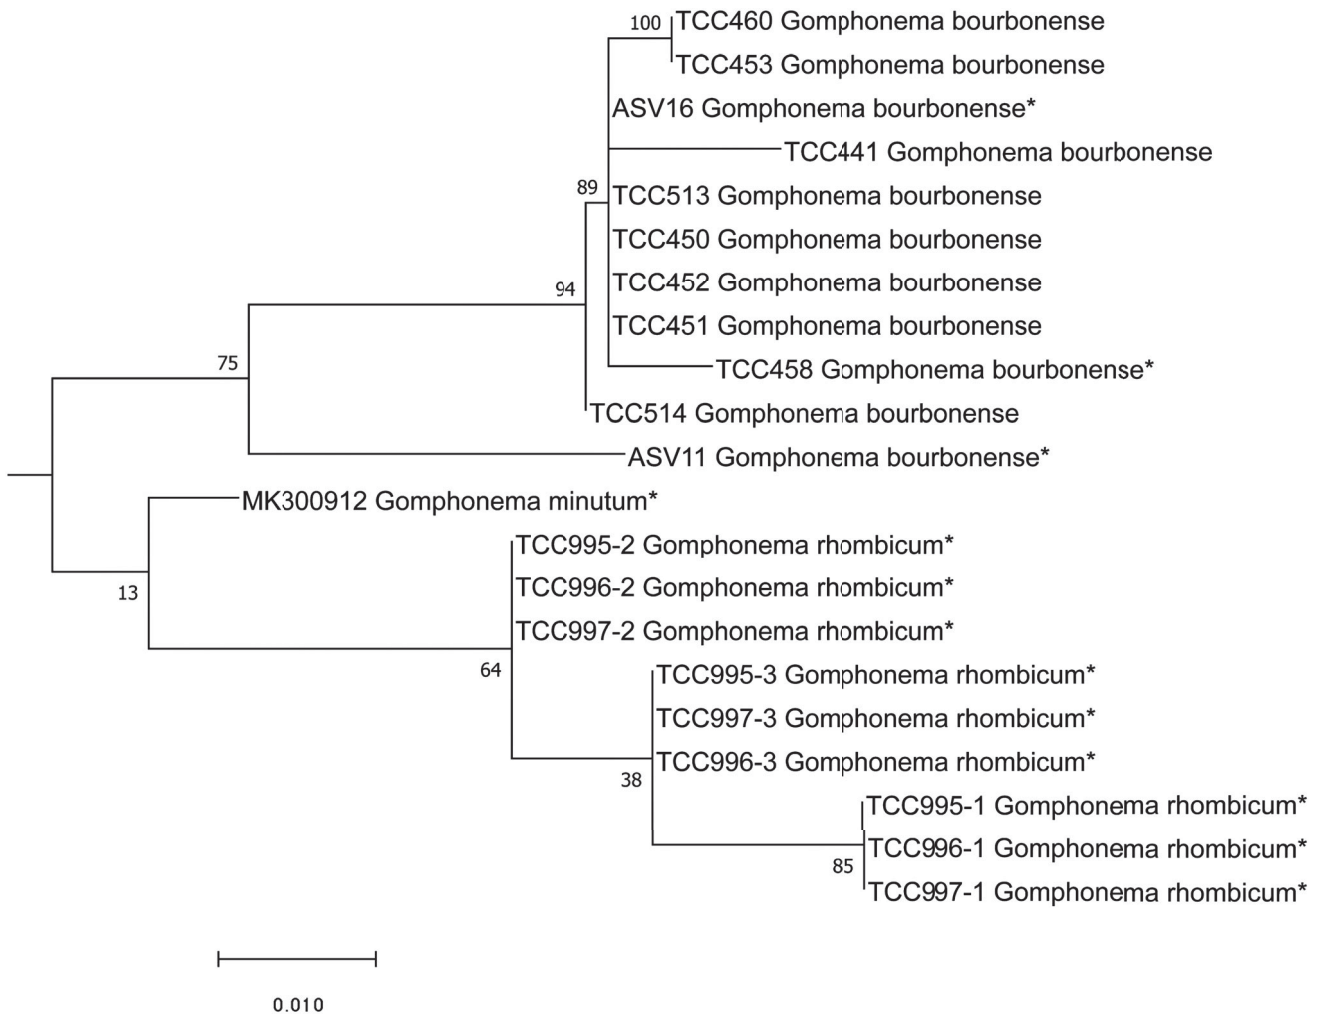 100
TCC460 Gomphonema bourbonense
TCC453 Gomphonema bourbonense
ASV16 Gomphonema bourbonense*
TCC441 Gomphonema bourbonense
89
TCC513 Gomphonema bourbonense
TCC450 Gomphonema bourbonense
TCC452 Gomphonema bourbonense
94
TCC451 Gomphonema bourbonense
75
TCC458 Gomphonema bourbonense*
TCC514 Gomphonema bourbonense
ASV11 Gomphonema bourbonense*
MK300912 Gomphonema minutum*
TCC995-2 Gomphonema rhombicum*
13
TCC996-2 Gomphonema rhombicum*
TCC997-2 Gomphonema rhombicum*
64
TCC995-3 Gomphonema rhombicum*
TCC997-3 Gomphonema rhombicum*
TCC996-3 Gomphonema rhombicum*
38
TCC995-1 Gomphonema rhombicum*
TCC996-1 Gomphonema rhombicum*
85
TCC997-1 Gomphonema rhombicum*
0.010